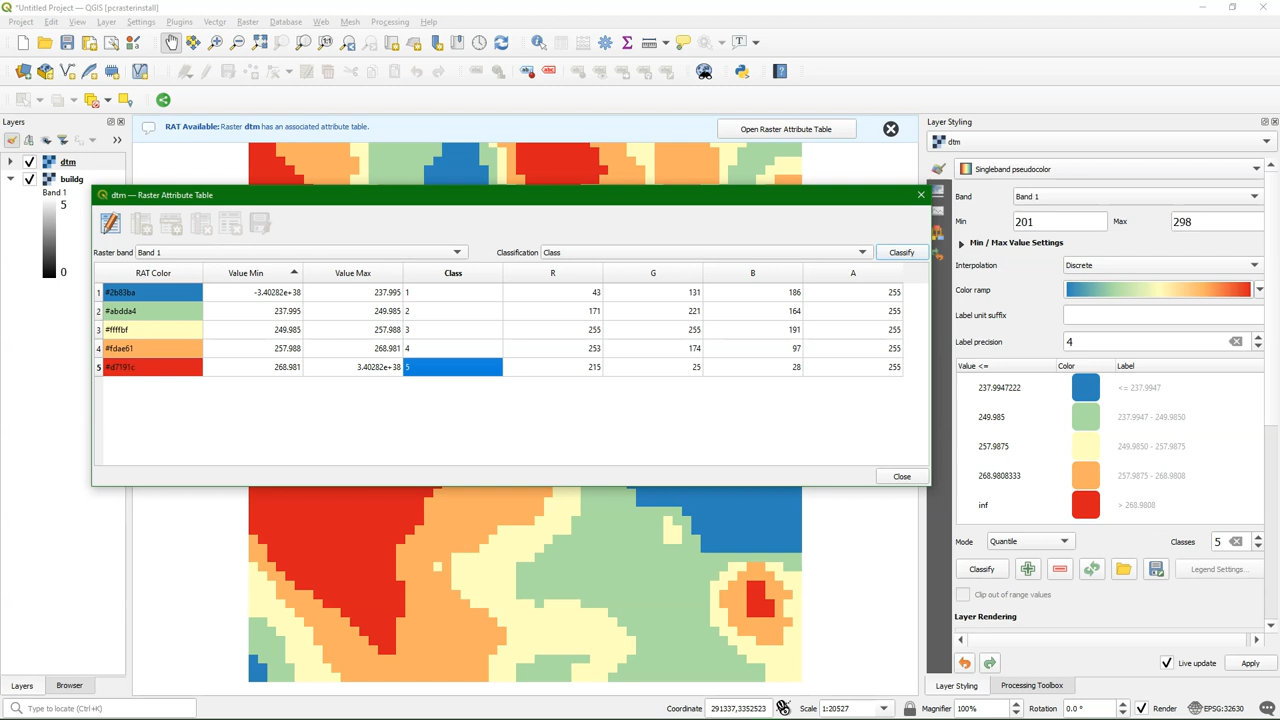 *Untitled Project — QGIS [pcrasterinstall]
Project Edit View Layer Settings Plugins Vector Raster Database Web Mesh Processing Help
Layers
dtm
buildg
Band 1
5
0
RAT Available: Raster dtm has an associated attribute table.
Open Raster Attribute Table
dtm — Raster Attribute Table
Raster band Band 1 Classification Class Classify
RAT Color Value Min Value Max Class R G B A
1 #2b83ba -3.40282e+38 237.995 1 43 131 186 255
2 #abdda4 237.995 249.985 2 171 221 164 255
3 #ffffbf 249.985 257.988 3 255 255 191 255
4 #fdae61 257.988 268.981 4 253 174 97 255
5 #d7191c 268.981 3.40282e+38 5 215 25 28 255
Close
Layer Styling
dtm
Singleband pseudocolor
Band Band 1
Min 201 Max 298
Min / Max Value Settings
Interpolation Discrete
Color ramp
Label unit suffix
Label precision 4
Value <= Color Label
237.9947222 <= 237.9947
249.985 237.9947 - 249.9850
257.9875 249.9850 - 257.9875
268.9808333 257.9875 - 268.9808
inf > 268.9808
Mode Quantile Classes 5
Classify Legend Settings...
Clip out of range values
Layer Rendering
Live update Apply
Layers Browser
Layer Styling Processing Toolbox
Type to locate (Ctrl+K) Coordinate 291337,3352523 Scale 1:20527 Magnifier 100% Rotation 0.0 ° Render EPSG:32630